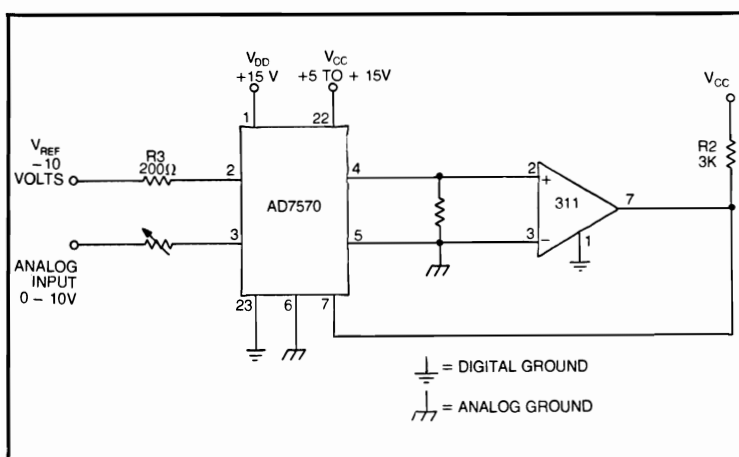 V_DD
+15 V
V_CC
+5 TO + 15V
V_CC
1
22
V_REF
-10
VOLTS
R3
200Ω
2
4
2
+
R2
3K
AD7570
311
7
3
5
3
-
1
ANALOG
INPUT
0 – 10V
23
6
7
= DIGITAL GROUND
= ANALOG GROUND